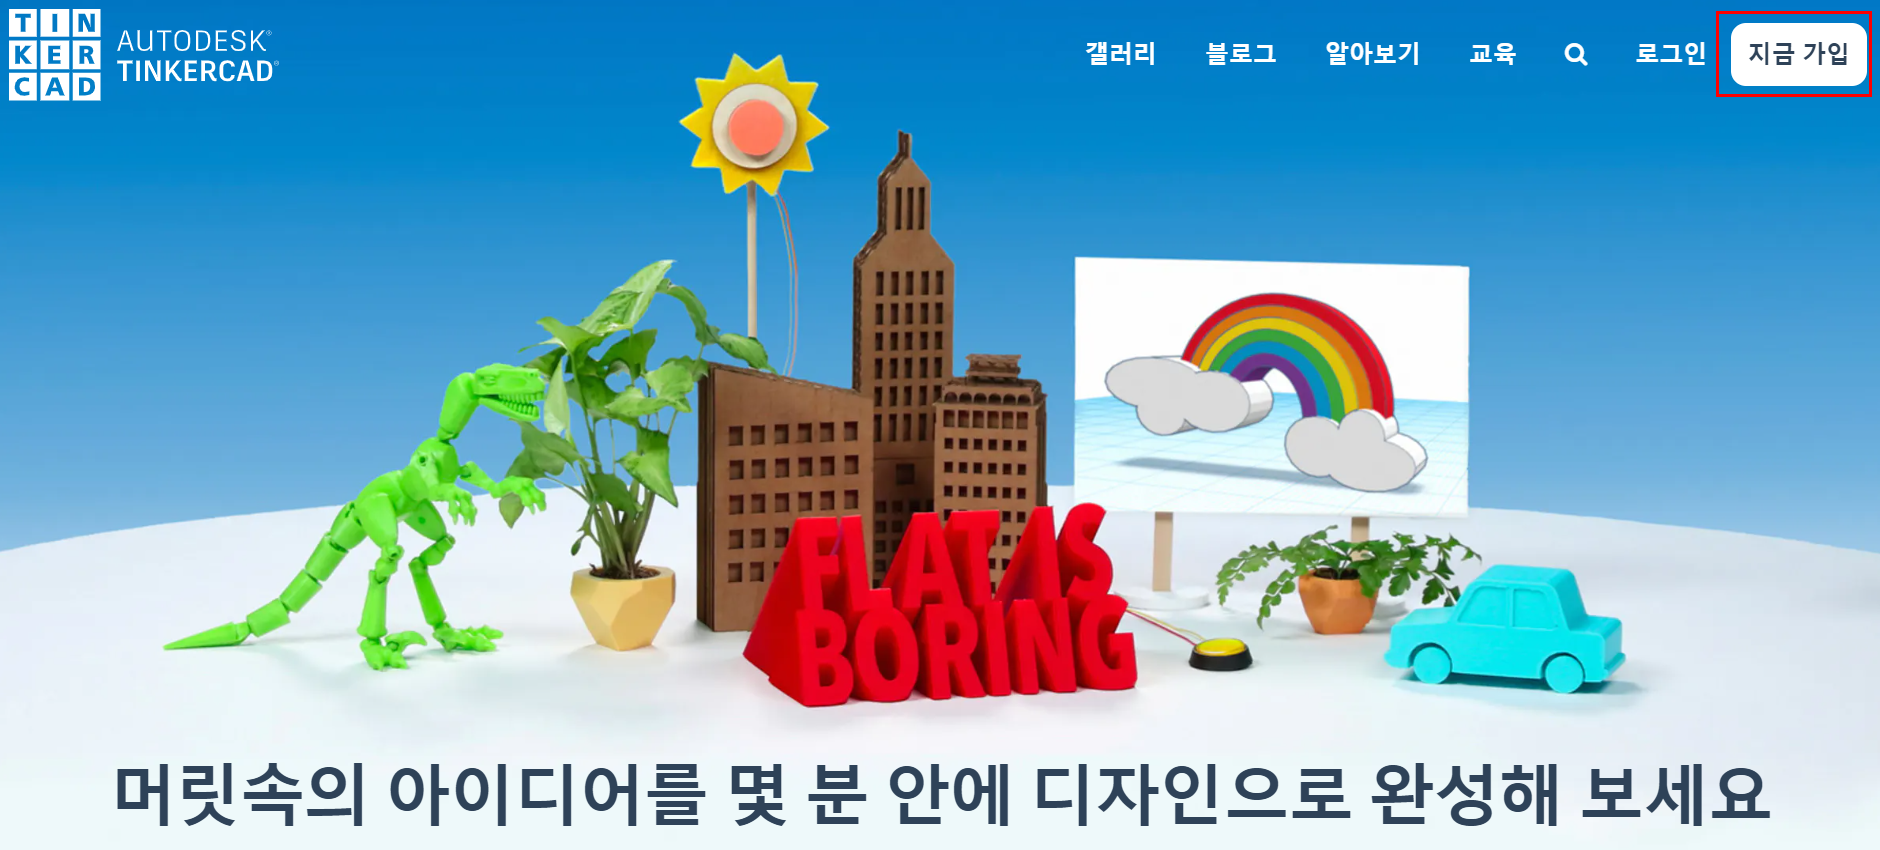 TIN
KER
CAD
AUTODESK®
TINKERCAD®
갤러리 블로그 알아보기 교육 로그인 지금 가입
FLAT IS
BORING
머릿속의 아이디어를 몇 분 안에 디자인으로 완성해 보세요